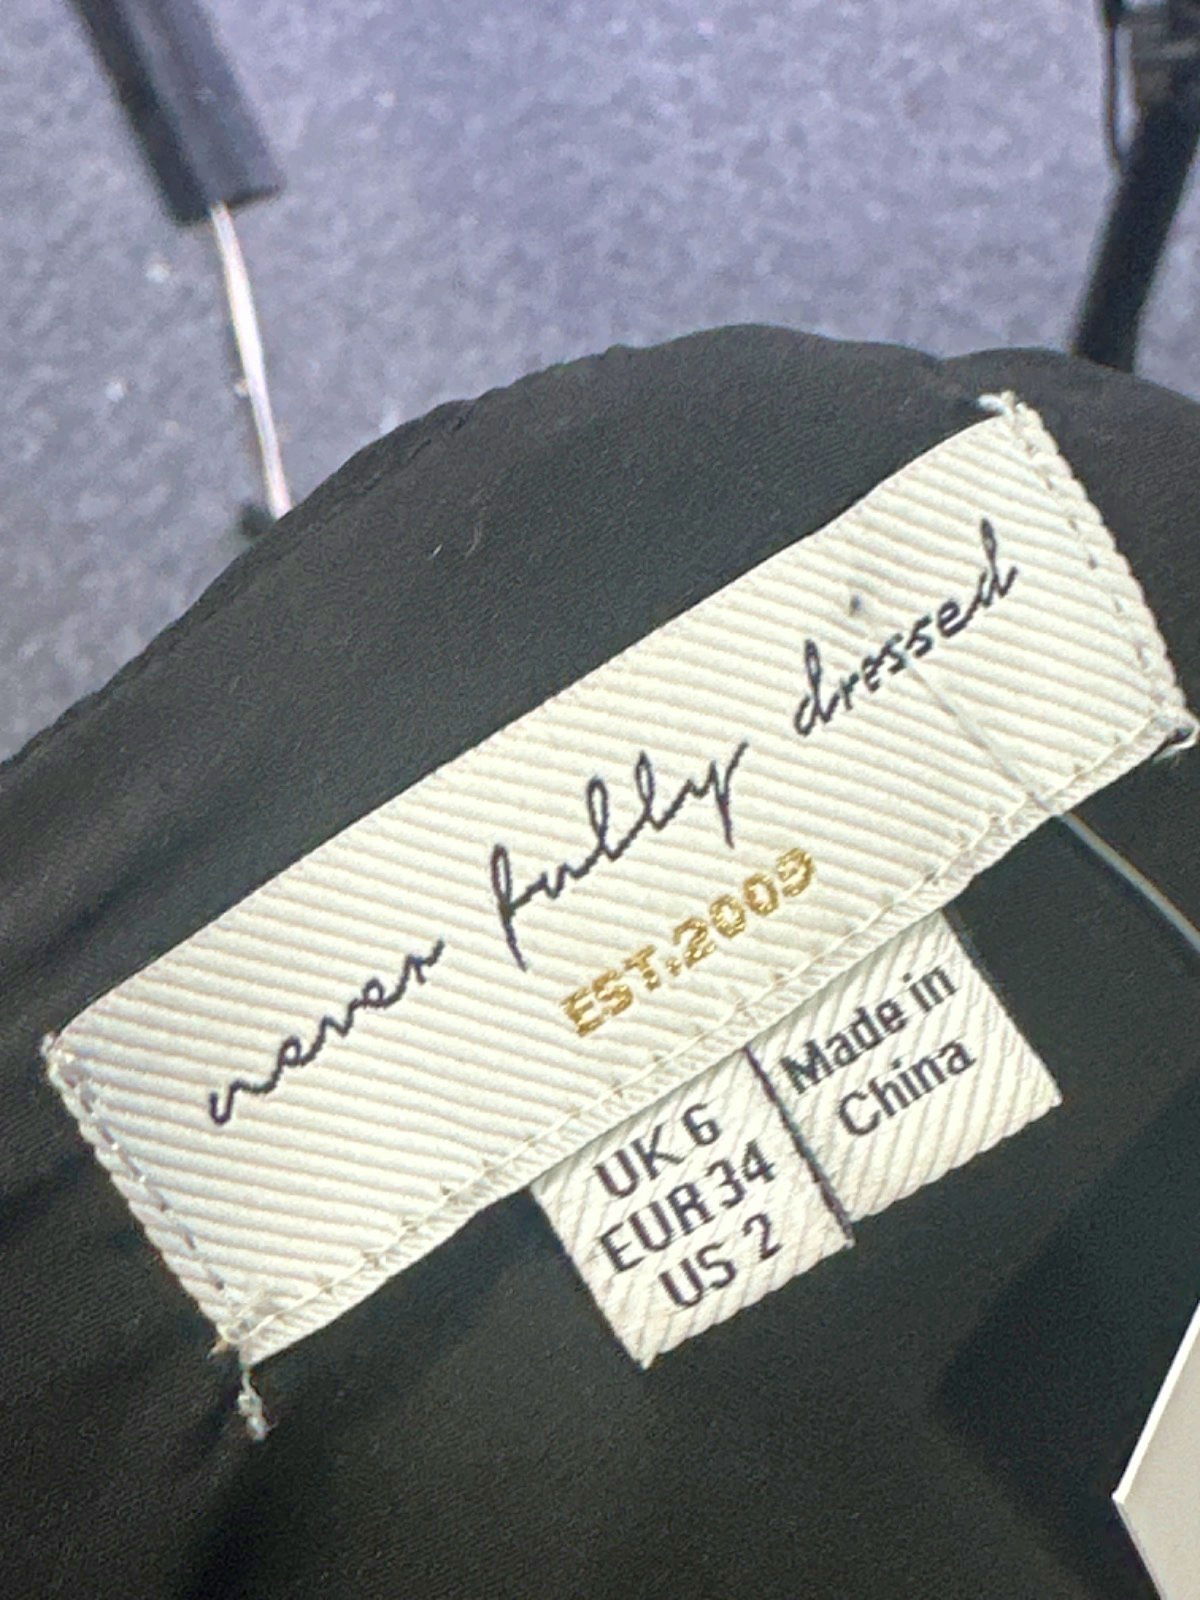 never fully dressed
EST.2009
UK 6
EUR 34
US 2
Made in
China